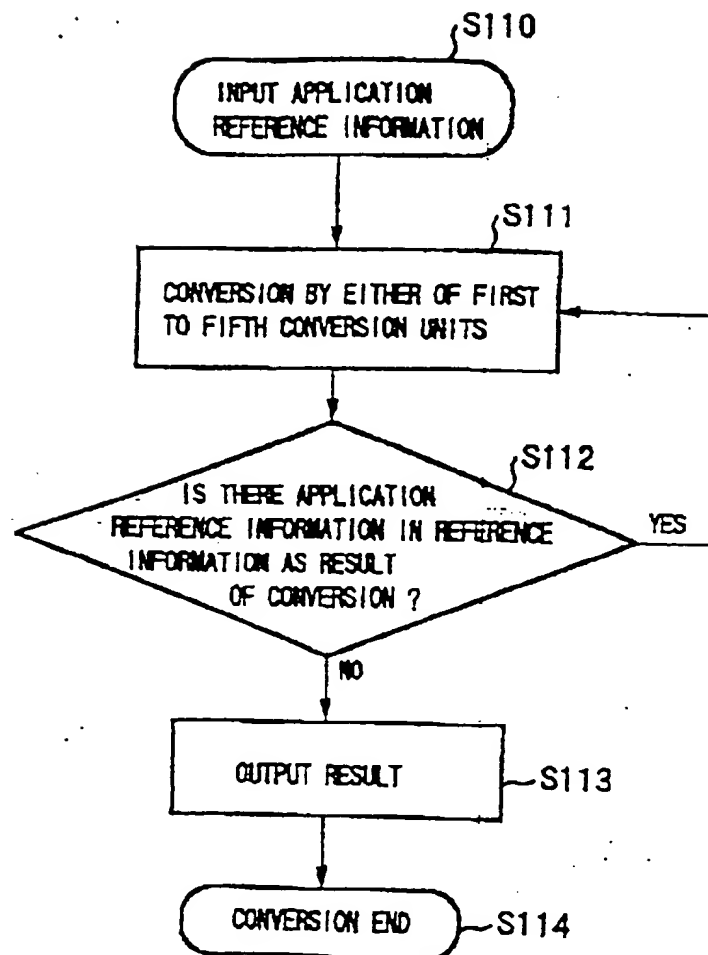 S110
INPUT APPLICATION
REFERENCE INFORMATION
S111
CONVERSION BY EITHER OF FIRST
TO FIFTH CONVERSION UNITS
S112
IS THERE APPLICATION
REFERENCE INFORMATION IN REFERENCE
INFORMATION AS RESULT
OF CONVERSION ?
YES
NO
OUTPUT RESULT
S113
CONVERSION END
S114